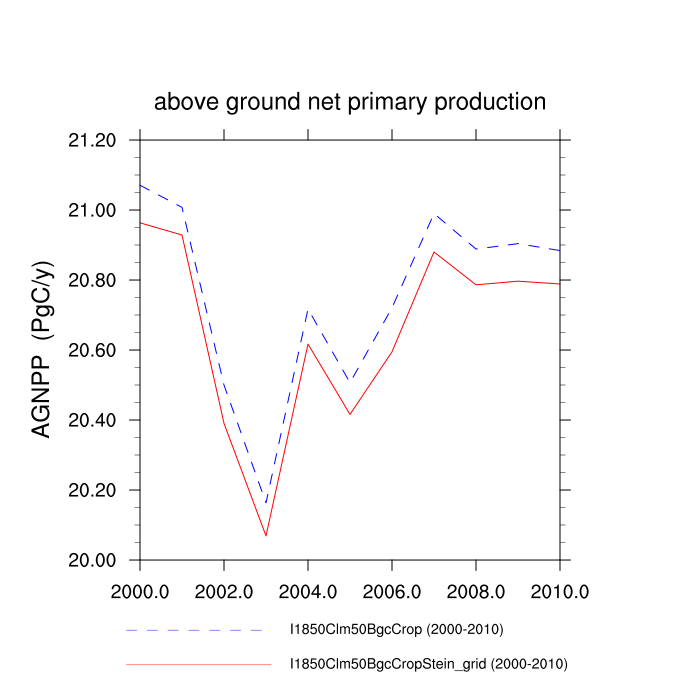 above ground net primary production
AGNPP (PgC/y)
21.20
21.00
20.80
20.60
20.40
20.20
20.00
2000.0 2002.0 2004.0 2006.0 2008.0 2010.0
I1850Clm50BgcCrop (2000-2010)
I1850Clm50BgcCropStein_grid (2000-2010)